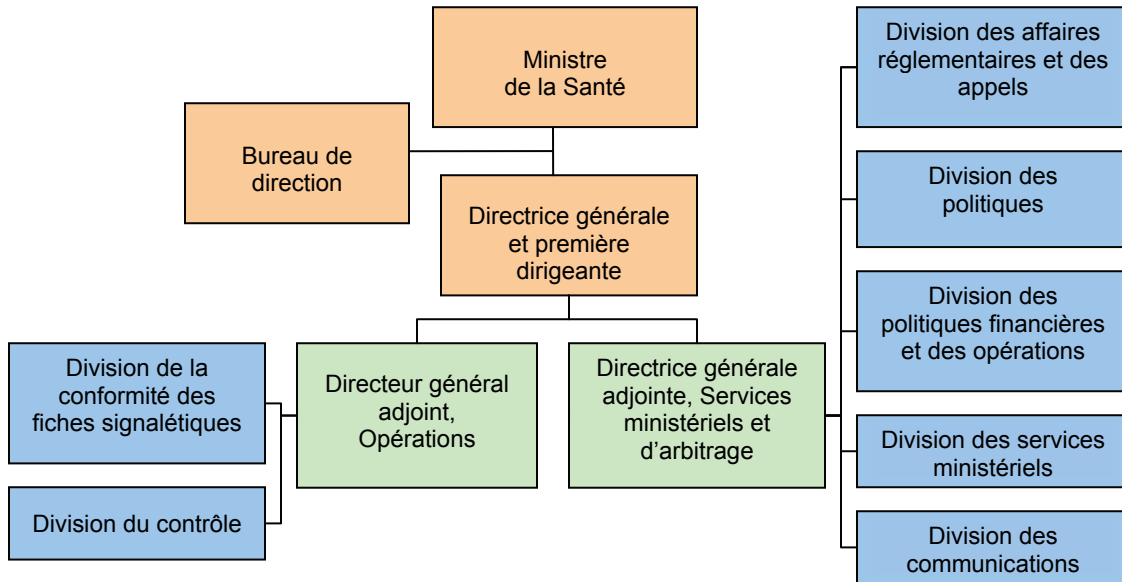 Ministre
de la Santé
Bureau de
direction
Directrice générale
et première
dirigeante
Division de la
conformité des
fiches signalétiques
Division du contrôle
Directeur général
adjoint,
Opérations
Directrice générale
adjointe, Services
ministériels et
d’arbitrage
Division des affaires
réglementaires et des
appels
Division des
politiques
Division des
politiques financières
et des opérations
Division des services
ministériels
Division des
communications